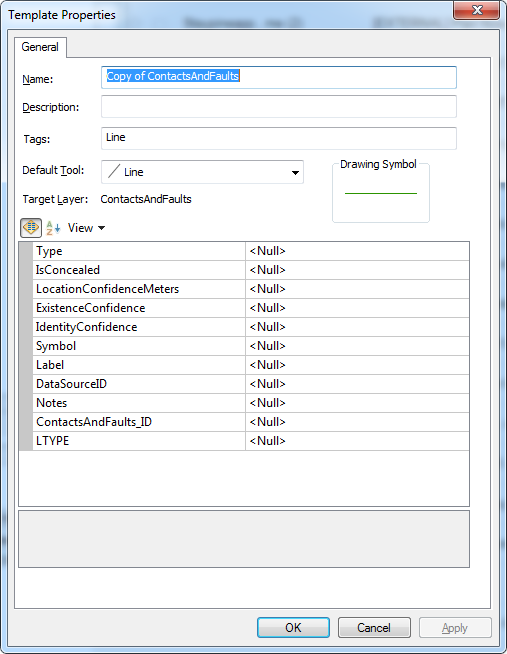 Template Properties
General
Name: Copy of ContactsAndFaults
Description:
Tags: Line
Default Tool: Line
Drawing Symbol
Target Layer: ContactsAndFaults
View
Type <Null>
IsConcealed <Null>
LocationConfidenceMeters <Null>
ExistenceConfidence <Null>
IdentityConfidence <Null>
Symbol <Null>
Label <Null>
DataSourceID <Null>
Notes <Null>
ContactsAndFaults_ID <Null>
LTYPE <Null>
OK Cancel Apply